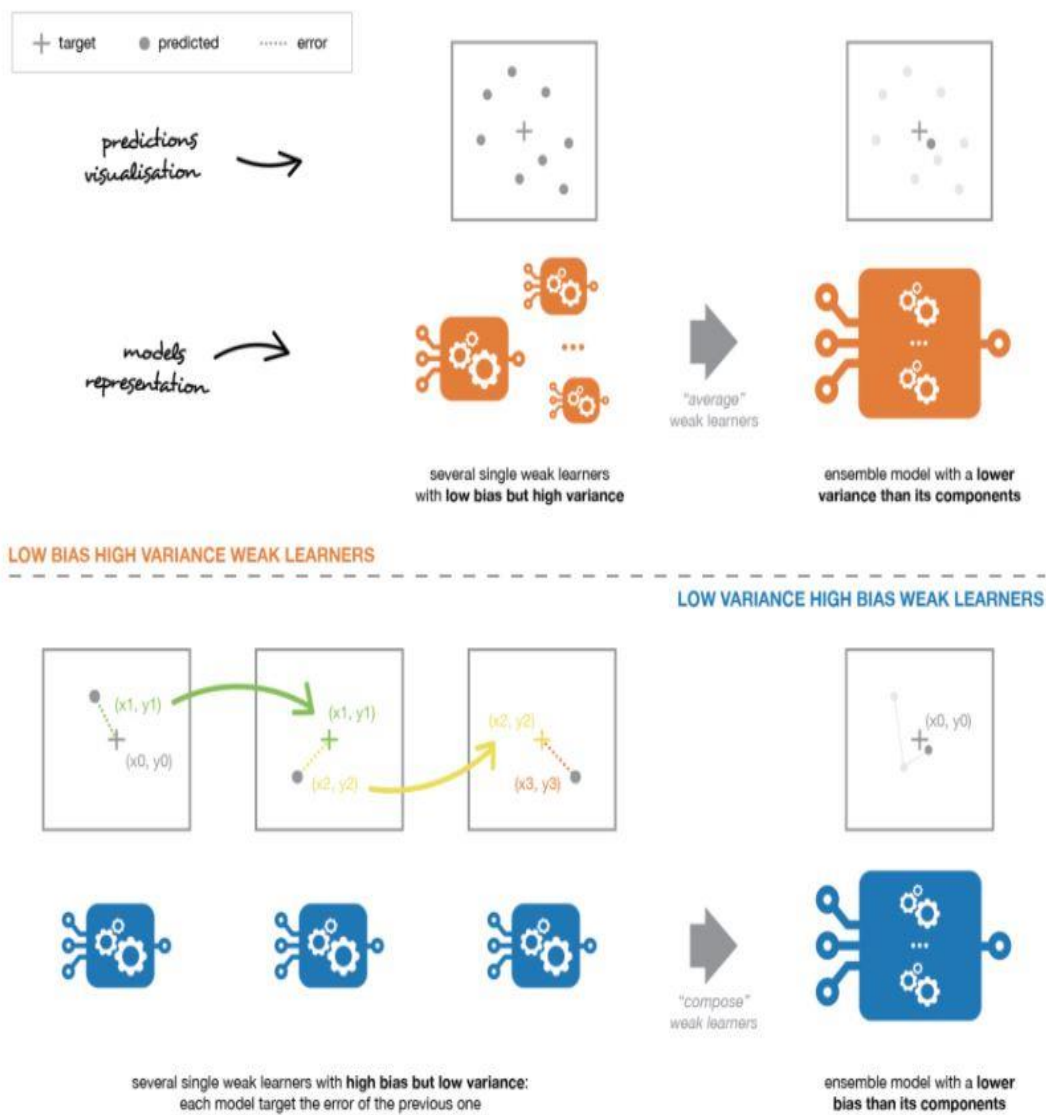 target predicted error
predictions
visualisation
models
representation
"average"
weak learners
several single weak learners
with low bias but high variance
ensemble model with a lower
variance than its components
LOW BIAS HIGH VARIANCE WEAK LEARNERS
LOW VARIANCE HIGH BIAS WEAK LEARNERS
(x1, y1)
(x0, y0)
(x1, y1)
(x2, y2)
(x2, y2)
(x3, y3)
(x0, y0)
"compose"
weak learners
several single weak learners with high bias but low variance:
each model target the error of the previous one
ensemble model with a lower
bias than its components